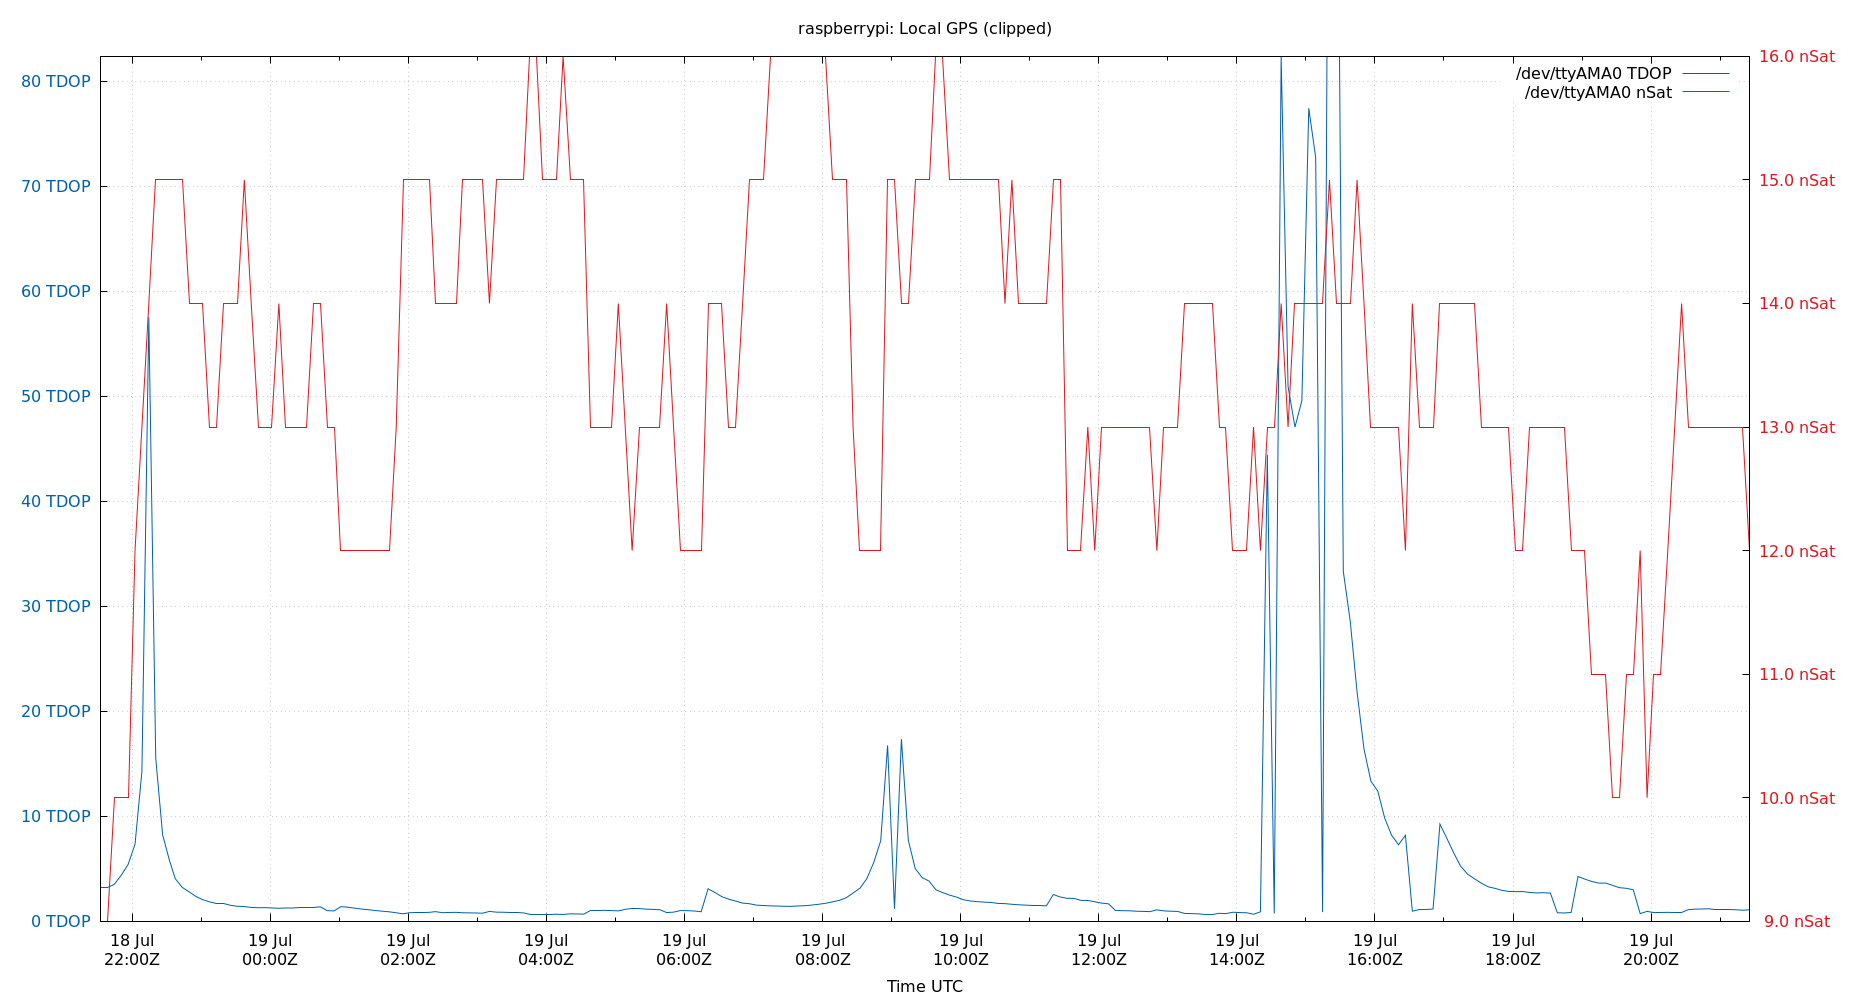 raspberrypi: Local GPS (clipped)
/dev/ttyAMA0 TDOP
/dev/ttyAMA0 nSat
80 TDOP
70 TDOP
60 TDOP
50 TDOP
40 TDOP
30 TDOP
20 TDOP
10 TDOP
0 TDOP
16.0 nSat
15.0 nSat
14.0 nSat
13.0 nSat
12.0 nSat
11.0 nSat
10.0 nSat
9.0 nSat
18 Jul 19 Jul 19 Jul 19 Jul 19 Jul 19 Jul 19 Jul 19 Jul 19 Jul 19 Jul 19 Jul 19 Jul
22:00Z 00:00Z 02:00Z 04:00Z 06:00Z 08:00Z 10:00Z 12:00Z 14:00Z 16:00Z 18:00Z 20:00Z
Time UTC